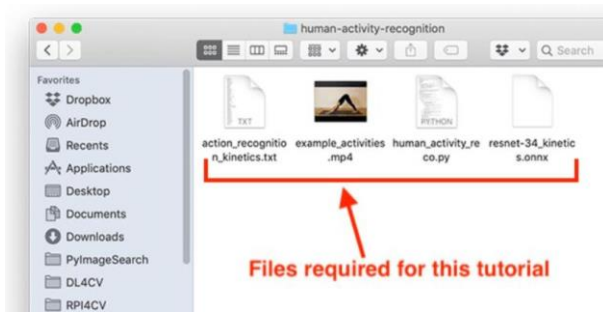 human-activity-recognition
Search
Favorites
Dropbox
AirDrop
Recents
Applications
Desktop
Documents
Downloads
PyImageSearch
DL4CV
RPI4CV
TXT
action_recognitio
n_kinetics.txt
example_activities
.mp4
PYTHON
human_activity_re
co.py
resnet-34_kinetic
s.onnx
Files required for this tutorial